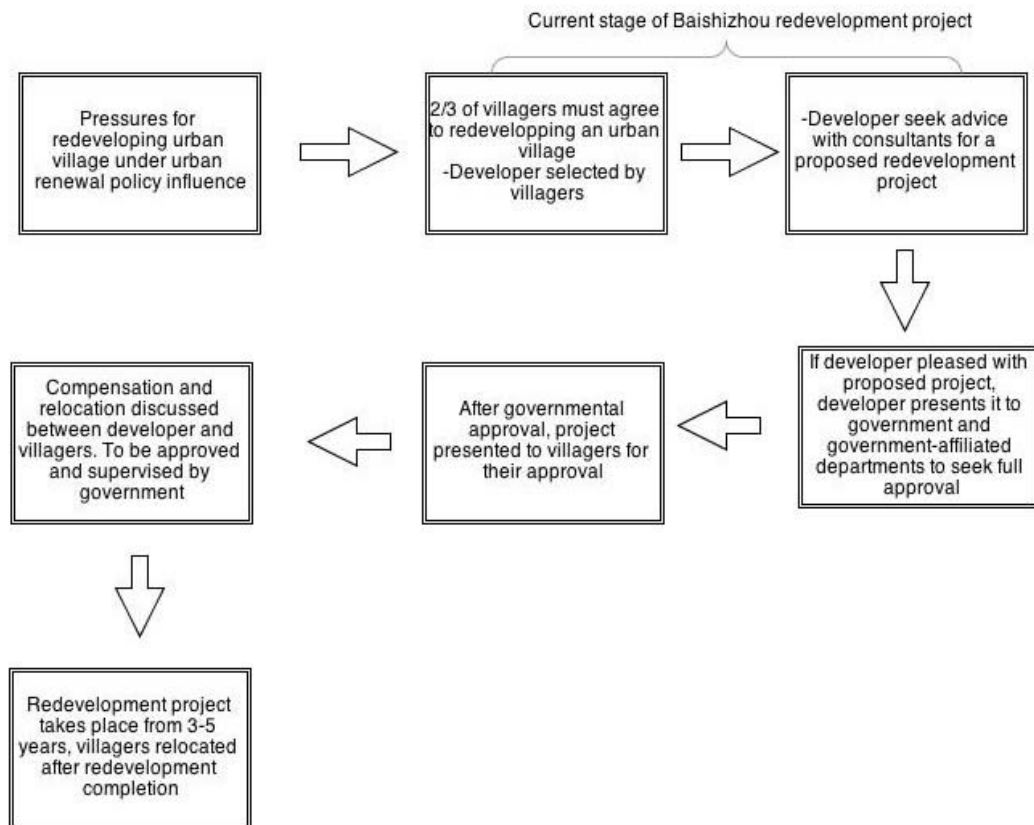 Current stage of Baishizhou redevelopment project
Pressures for
redeveloping urban
village under urban
renewal policy influence
2/3 of villagers must agree
to redevelopping an urban
village
-Developer selected by
villagers
-Developer seek advice
with consultants for a
proposed redevelopment
project
If developer pleased with
proposed project,
developer presents it to
government and
government-affiliated
departments to seek full
approval
After governmental
approval, project
presented to villagers for
their approval
Compensation and
relocation discussed
between developer and
villagers. To be approved
and supervised by
government
Redevelopment project
takes place from 3-5
years, villagers relocated
after redevelopment
completion